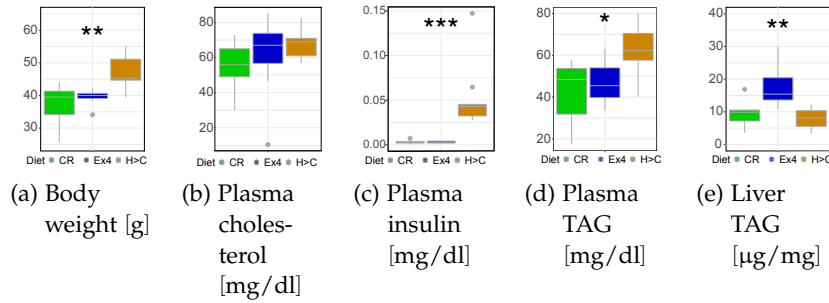 60
50
40
30
**
Diet CR Ex4 H>C
(a) Body
weight [g]
80
60
40
20
Diet CR Ex4 H>C
(b) Plasma
choles-
terol
[mg/dl]
0.15
0.10
0.05
0.00
***
Diet CR Ex4 H>C
(c) Plasma
insulin
[mg/dl]
80
60
40
20
*
Diet CR Ex4 H>C
(d) Plasma
TAG
[mg/dl]
40
30
20
10
0
**
Diet CR Ex4 H>C
(e) Liver
TAG
[µg/mg]